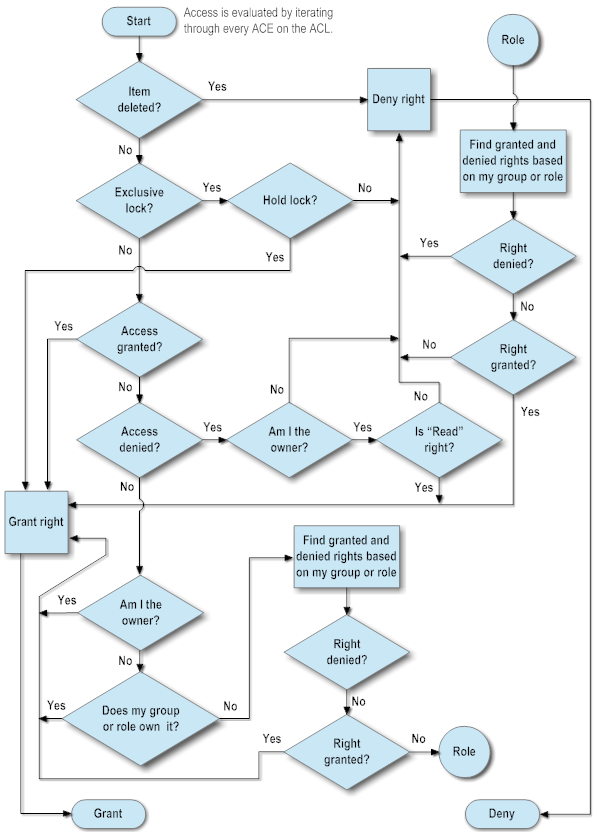 Start
Access is evaluated by iterating
through every ACE on the ACL.
Role
Item
deleted?
Yes
Deny right
No
Find granted and
denied rights based
on my group or role
Exclusive
lock?
Yes
Hold lock?
No
No
Yes
Yes
Right
denied?
No
Yes
Access
granted?
No
Right
granted?
No
Yes
No
No
Access
denied?
Yes
Am I the
owner?
Yes
Is “Read”
right?
No
Yes
Grant right
Find granted and
denied rights based
on my group or role
Yes
Am I the
owner?
No
Right
denied?
No
Yes
Does my group
or role own it?
No
Yes
Right
granted?
No
Role
Grant
Deny